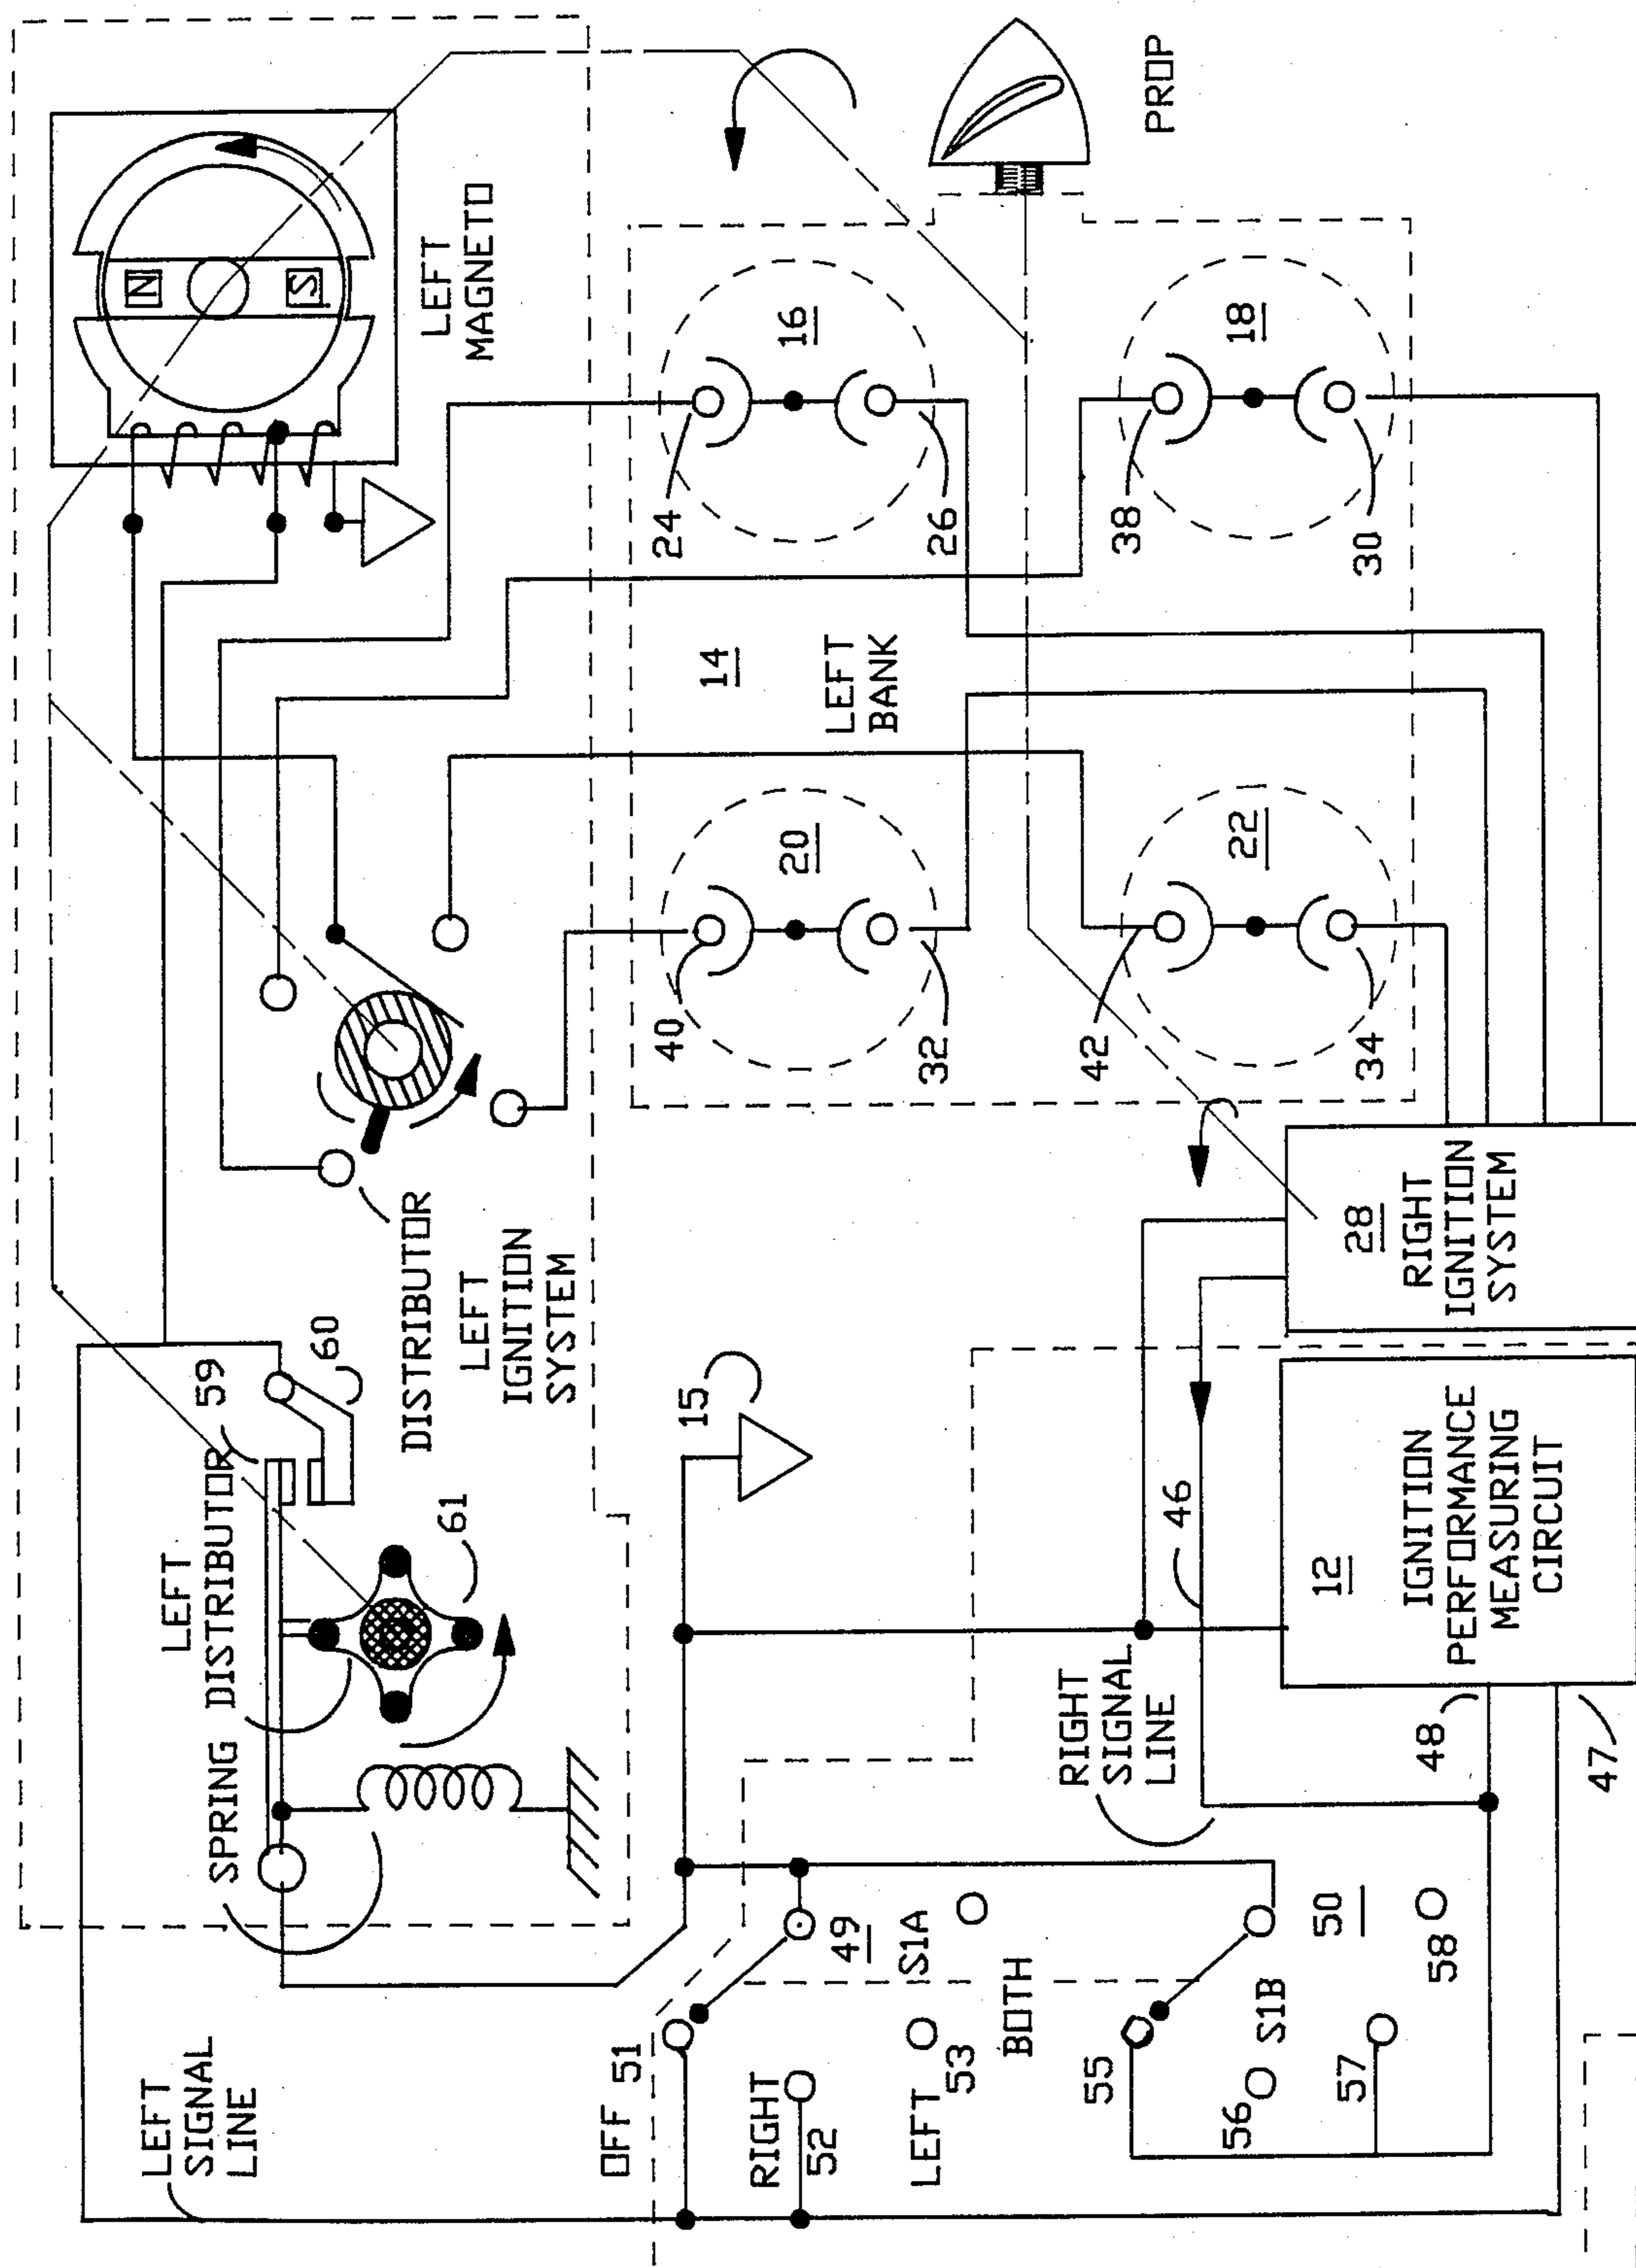 LEFT
SIGNAL
LINE
SPRING
LEFT
DISTRIBUTOR
59
60
61
N
S
LEFT
MAGNETO
DISTRIBUTOR
LEFT
IGNITION
SYSTEM
OFF
51
15
RIGHT
52
49
S1A
LEFT
53
BOTH
40
20
32
14
LEFT
BANK
24
16
26
PROP
RIGHT
SIGNAL
LINE
46
55
56
S1B
50
57
58
42
22
34
38
18
30
48
47
12
IGNITION
PERFORMANCE
MEASURING
CIRCUIT
28
RIGHT
IGNITION
SYSTEM